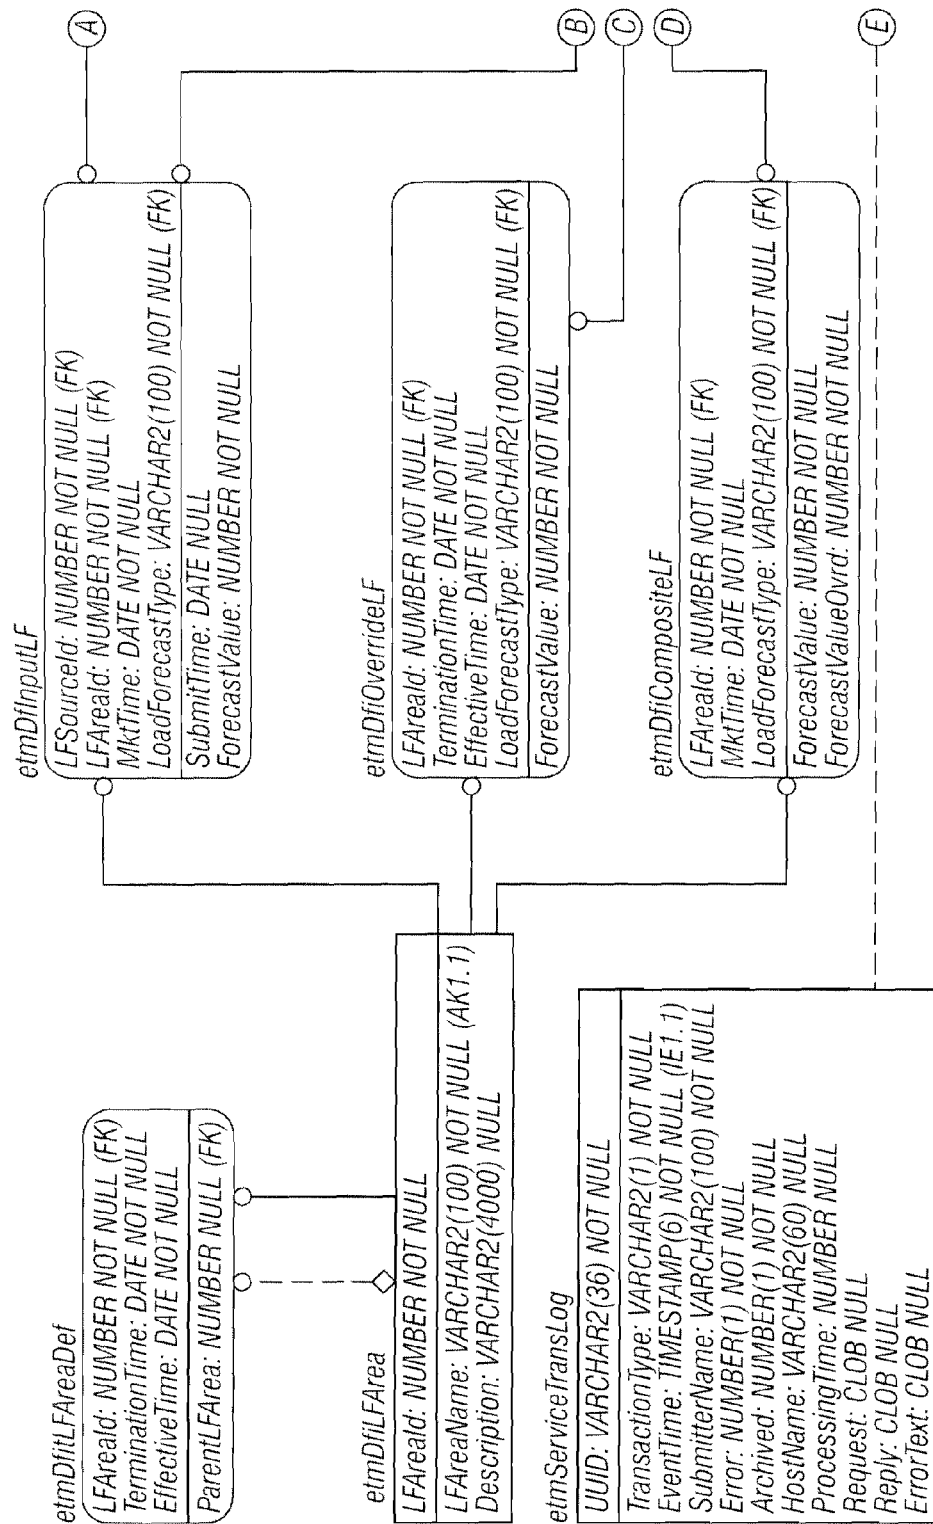 etmDfitLFAreaDef
LFAreaId: NUMBER NOT NULL (FK)
TerminationTime: DATE NOT NULL
EffectiveTime: DATE NOT NULL
ParentLFArea: NUMBER NULL (FK)
etmDfiLFArea
LFAreaId: NUMBER NOT NULL
LFAreaName: VARCHAR2(100) NOT NULL (AK1.1)
Description: VARCHAR2(4000) NULL
etmServiceTransLog
UUID: VARCHAR2(36) NOT NULL
TransactionType: VARCHAR2(1) NOT NULL
EventTime: TIMESTAMP(6) NOT NULL (IE1.1)
SubmitterName: VARCHAR2(100) NOT NULL
Error: NUMBER(1) NOT NULL
Archived: NUMBER(1) NOT NULL
HostName: VARCHAR2(60) NULL
ProcessingTime: NUMBER NULL
Request: CLOB NULL
Reply: CLOB NULL
ErrorText: CLOB NULL
etmDfInputLF
LFSourceId: NUMBER NOT NULL (FK)
LFAreaId: NUMBER NOT NULL (FK)
MktTime: DATE NOT NULL
LoadForecastType: VARCHAR2(100) NOT NULL (FK)
SubmitTime: DATE NULL
ForecastValue: NUMBER NOT NULL
etmDfiOverrideLF
LFAreaId: NUMBER NOT NULL (FK)
TerminationTime: DATE NOT NULL
EffectiveTime: DATE NOT NULL
LoadForecastType: VARCHAR2(100) NOT NULL (FK)
ForecastValue: NUMBER NOT NULL
etmDfiCompositeLF
LFAreaId: NUMBER NOT NULL (FK)
MktTime: DATE NOT NULL
LoadForecastType: VARCHAR2(100) NOT NULL (FK)
ForecastValue: NUMBER NOT NULL
ForecastValueOvrd: NUMBER NOT NULL
A
B
C
D
E